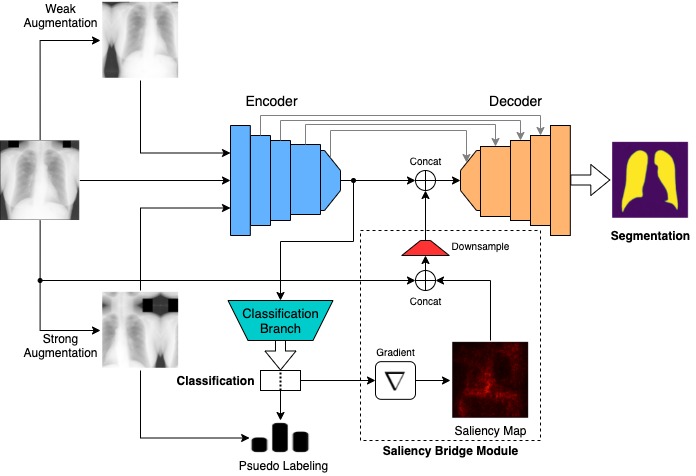 Weak
Augmentation
Encoder
Decoder
Concat
Segmentation
Downsample
Concat
Strong
Augmentation
Classification
Branch
Gradient
Classification
∇
Saliency Map
Saliency Bridge Module
Psuedo Labeling